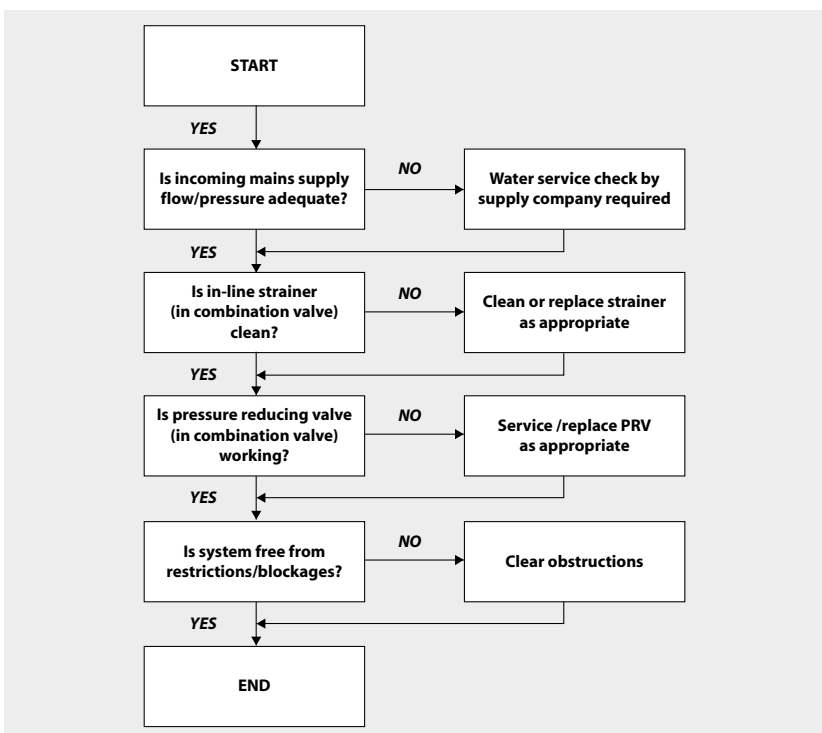 START
YES
Is incoming mains supply
flow/pressure adequate?
NO
Water service check by
supply company required
YES
Is in-line strainer
(in combination valve)
clean?
NO
Clean or replace strainer
as appropriate
YES
Is pressure reducing valve
(in combination valve)
working?
NO
Service /replace PRV
as appropriate
YES
Is system free from
restrictions/blockages?
NO
Clear obstructions
YES
END